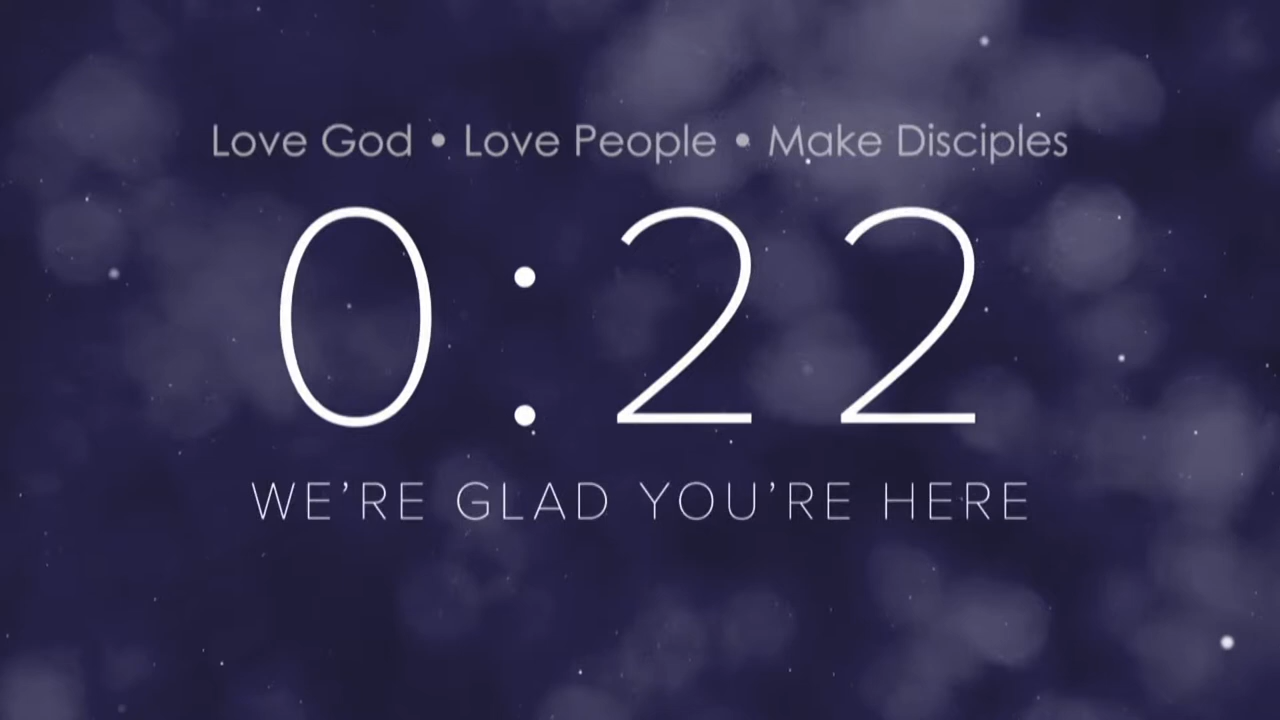 Love God • Love People • Make Disciples
0:22
WE’RE GLAD YOU’RE HERE